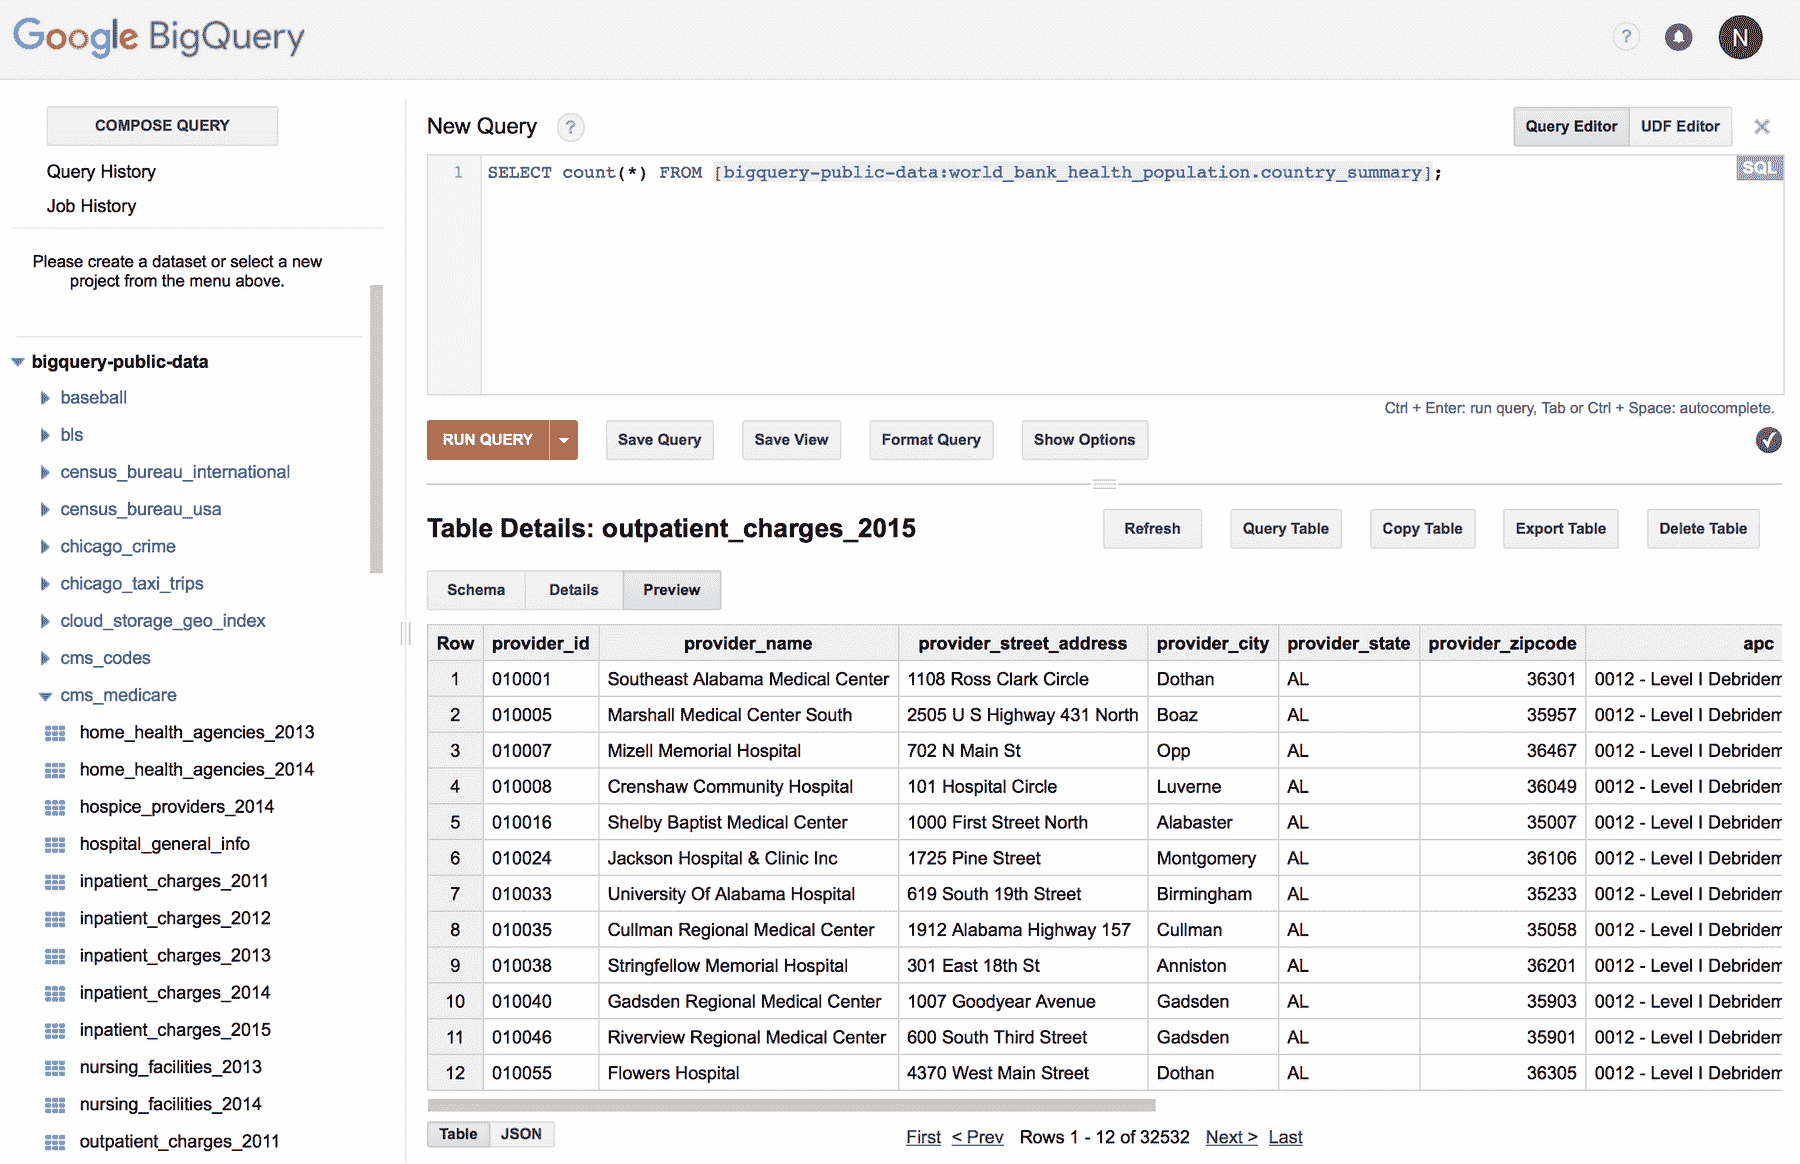 Google BigQuery
?
N
COMPOSE QUERY
Query History
Job History
Please create a dataset or select a new
project from the menu above.
bigquery-public-data
baseball
bls
census_bureau_international
census_bureau_usa
chicago_crime
chicago_taxi_trips
cloud_storage_geo_index
cms_codes
cms_medicare
home_health_agencies_2013
home_health_agencies_2014
hospice_providers_2014
hospital_general_info
inpatient_charges_2011
inpatient_charges_2012
inpatient_charges_2013
inpatient_charges_2014
inpatient_charges_2015
nursing_facilities_2013
nursing_facilities_2014
outpatient_charges_2011
New Query ? Query Editor UDF Editor
1 SELECT count(*) FROM [bigquery-public-data:world_bank_health_population.country_summary]; SQL
Ctrl + Enter: run query, Tab or Ctrl + Space: autocomplete.
RUN QUERY Save Query Save View Format Query Show Options
Table Details: outpatient_charges_2015 Refresh Query Table Copy Table Export Table Delete Table
Schema Details Preview
Row provider_id provider_name provider_street_address provider_city provider_state provider_zipcode apc
1 010001 Southeast Alabama Medical Center 1108 Ross Clark Circle Dothan AL 36301 0012 - Level I Debridem
2 010005 Marshall Medical Center South 2505 U S Highway 431 North Boaz AL 35957 0012 - Level I Debridem
3 010007 Mizell Memorial Hospital 702 N Main St Opp AL 36467 0012 - Level I Debridem
4 010008 Crenshaw Community Hospital 101 Hospital Circle Luverne AL 36049 0012 - Level I Debridem
5 010016 Shelby Baptist Medical Center 1000 First Street North Alabaster AL 35007 0012 - Level I Debridem
6 010024 Jackson Hospital & Clinic Inc 1725 Pine Street Montgomery AL 36106 0012 - Level I Debridem
7 010033 University Of Alabama Hospital 619 South 19th Street Birmingham AL 35233 0012 - Level I Debridem
8 010035 Cullman Regional Medical Center 1912 Alabama Highway 157 Cullman AL 35058 0012 - Level I Debridem
9 010038 Stringfellow Memorial Hospital 301 East 18th St Anniston AL 36201 0012 - Level I Debridem
10 010040 Gadsden Regional Medical Center 1007 Goodyear Avenue Gadsden AL 35903 0012 - Level I Debridem
11 010046 Riverview Regional Medical Center 600 South Third Street Gadsden AL 35901 0012 - Level I Debridem
12 010055 Flowers Hospital 4370 West Main Street Dothan AL 36305 0012 - Level I Debridem
Table JSON First < Prev Rows 1 - 12 of 32532 Next > Last